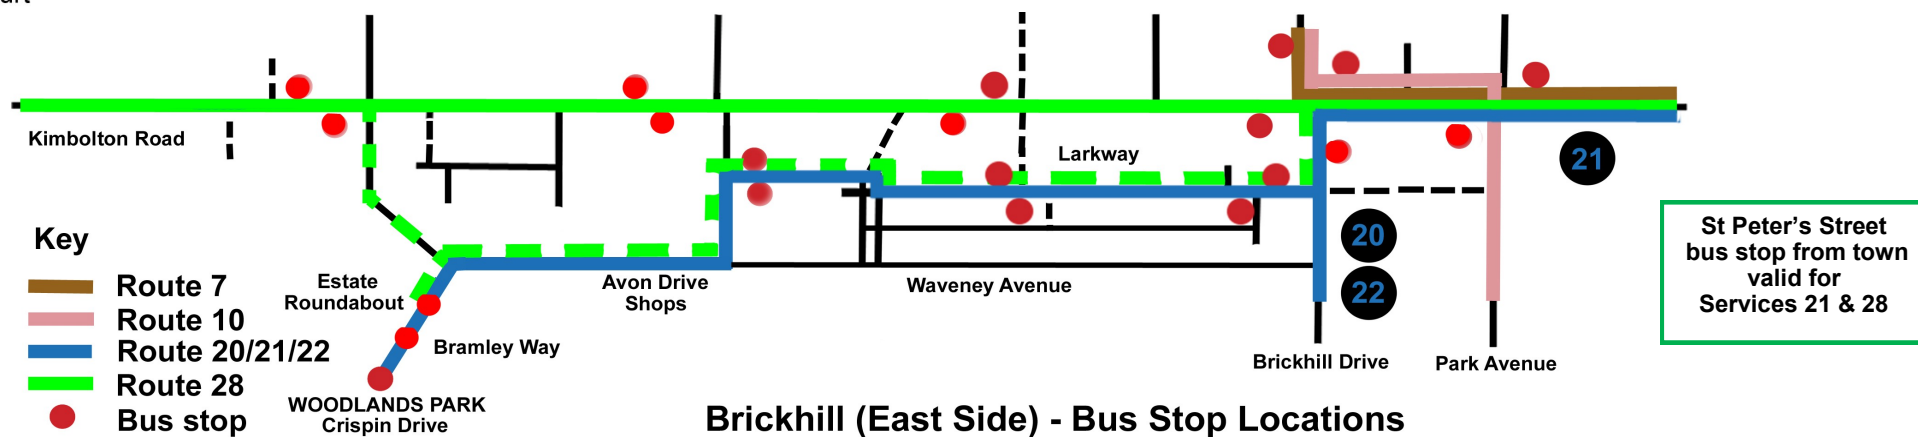 Kimbolton Road
Larkway
21
Key
Route 7
Route 10
Route 20/21/22
Route 28
Bus stop
Estate
Roundabout
Avon Drive
Shops
Waveney Avenue
20
22
St Peter's Street
bus stop from town
valid for
Services 21 & 28
Bramley Way
Brickhill Drive
Park Avenue
WOODLANDS PARK
Crispin Drive
Brickhill (East Side) - Bus Stop Locations